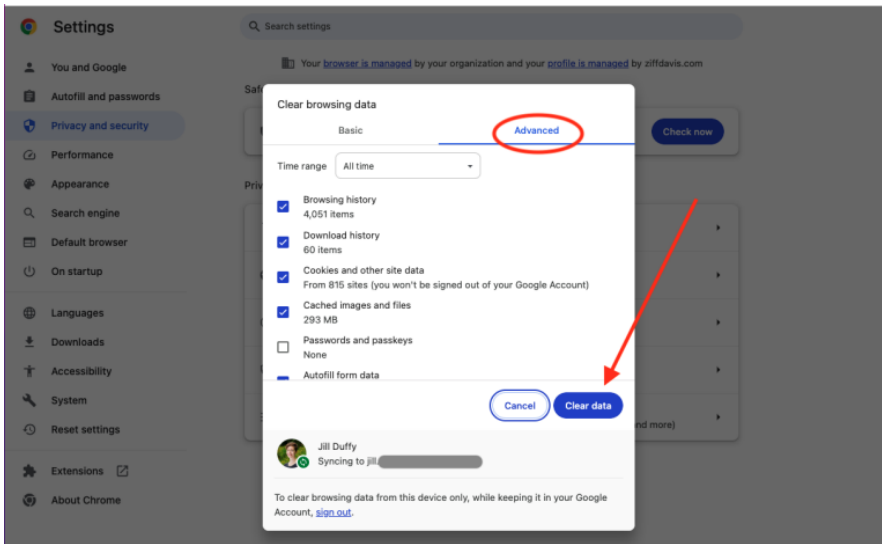 Settings
Search settings
You and Google
Autofill and passwords
Privacy and security
Performance
Appearance
Search engine
Default browser
On startup
Languages
Downloads
Accessibility
System
Reset settings
Extensions
About Chrome
Your browser is managed by your organization and your profile is managed by ziffdavis.com
Check now
Clear browsing data
Basic
Advanced
Time range
All time
Browsing history
4,051 items
Download history
60 items
Cookies and other site data
From 815 sites (you won't be signed out of your Google Account)
Cached images and files
293 MB
Passwords and passkeys
None
Autofill form data
Cancel
Clear data
and more)
Jill Duffy
Syncing to jill
To clear browsing data from this device only, while keeping it in your Google
Account, sign out.